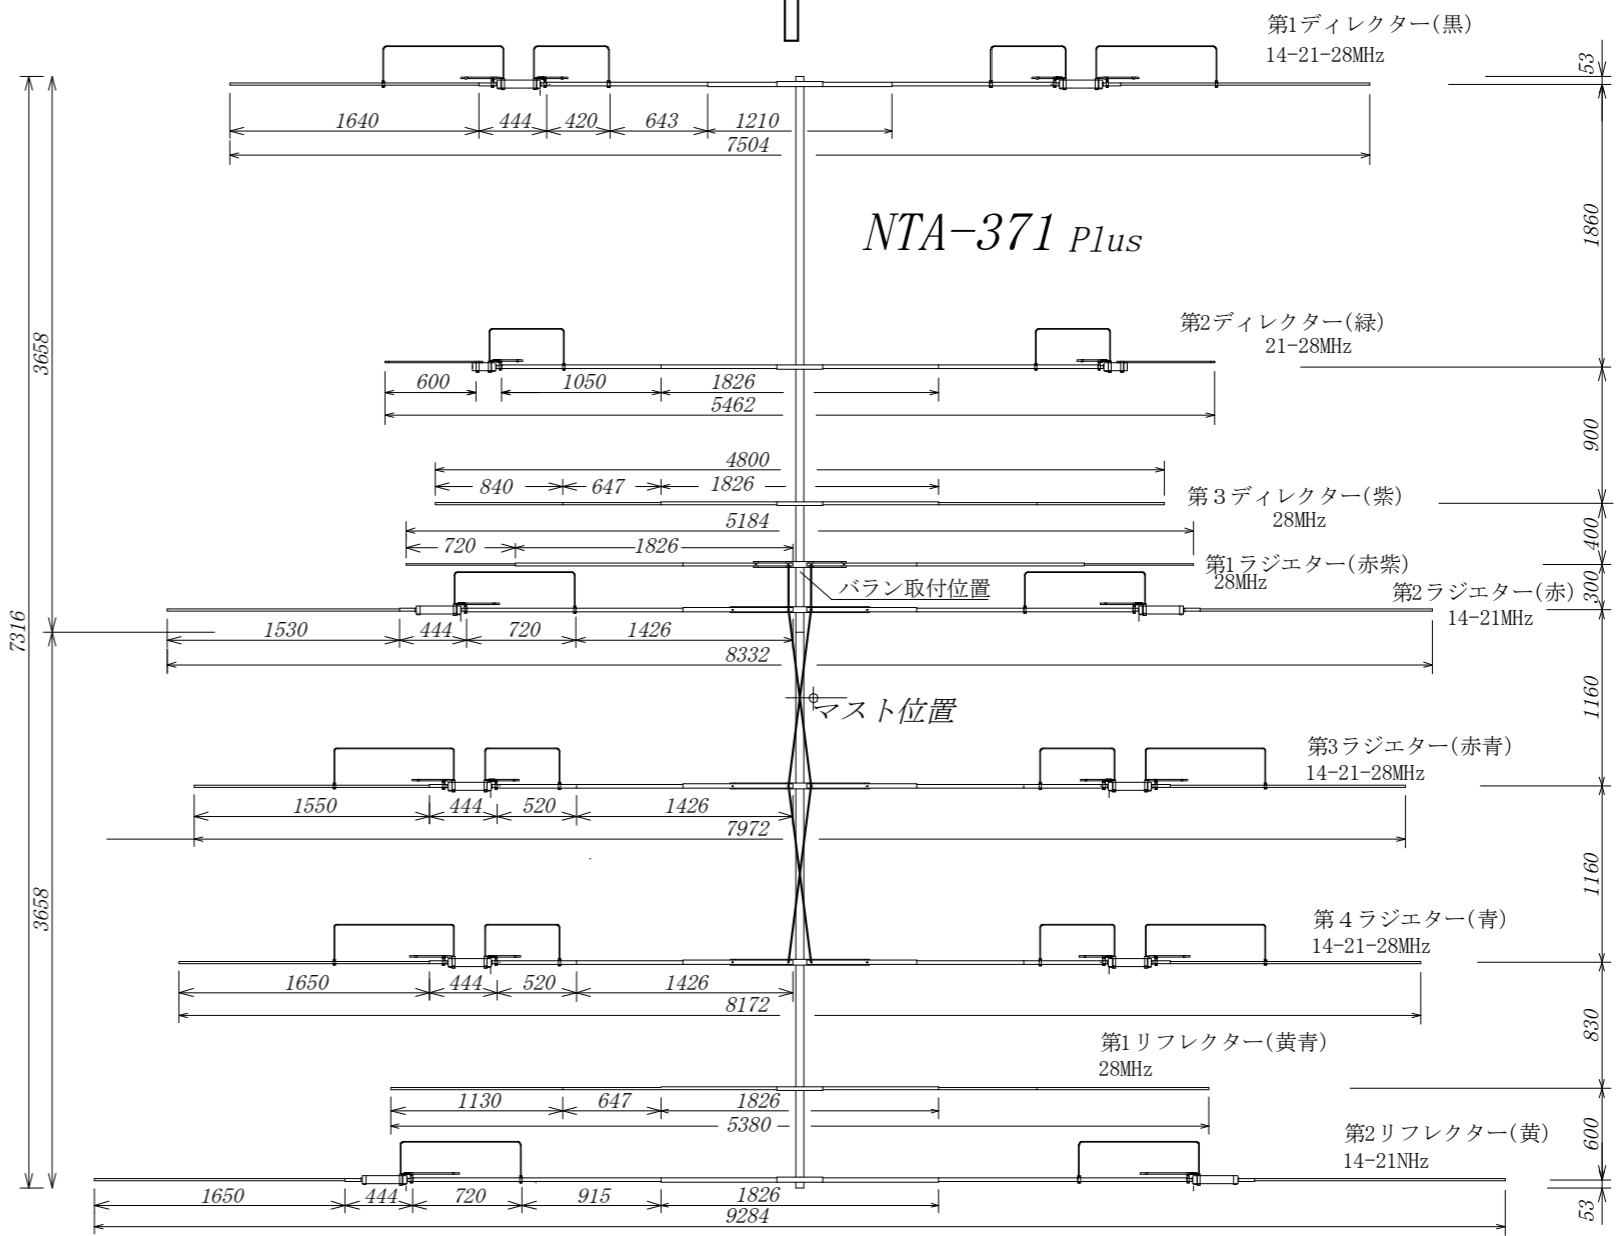 第1ディレクター(黒)
14-21-28MHz
53
1640
444
420
643
1210
7504
1860
NTA-371 Plus
3658
第2ディレクター(緑)
21-28MHz
600
1050
1826
5462
900
4800
840
647
1826
第３ディレクター(紫)
28MHz
5184
400
720
1826
第1ラジエター(赤紫)
28MHz
バラン取付位置
第2ラジエター(赤)
14-21MHz
300
7316
1530
444
720
1426
8332
1160
マスト位置
第3ラジエター(赤青)
14-21-28MHz
1550
444
520
1426
7972
1160
3658
第４ラジエター(青)
14-21-28MHz
1650
444
520
1426
8172
830
第1リフレクター(黄青)
28MHz
1130
647
1826
5380
600
第2リフレクター(黄)
14-21NHz
1650
444
720
915
1826
9284
53